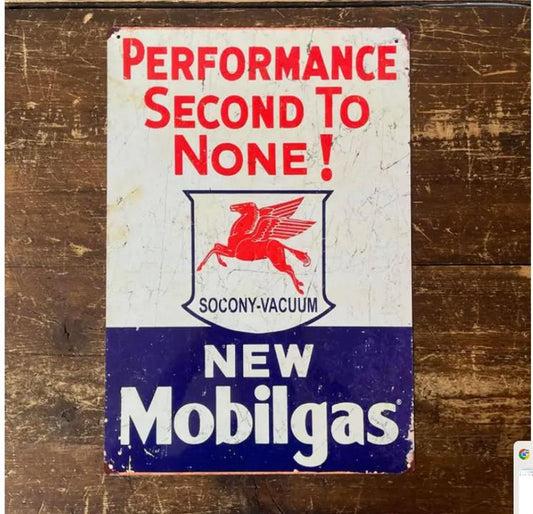 PERFORMANCE
SECOND TO
NONE!
SOCONY-VACUUM
NEW
Mobilgas®